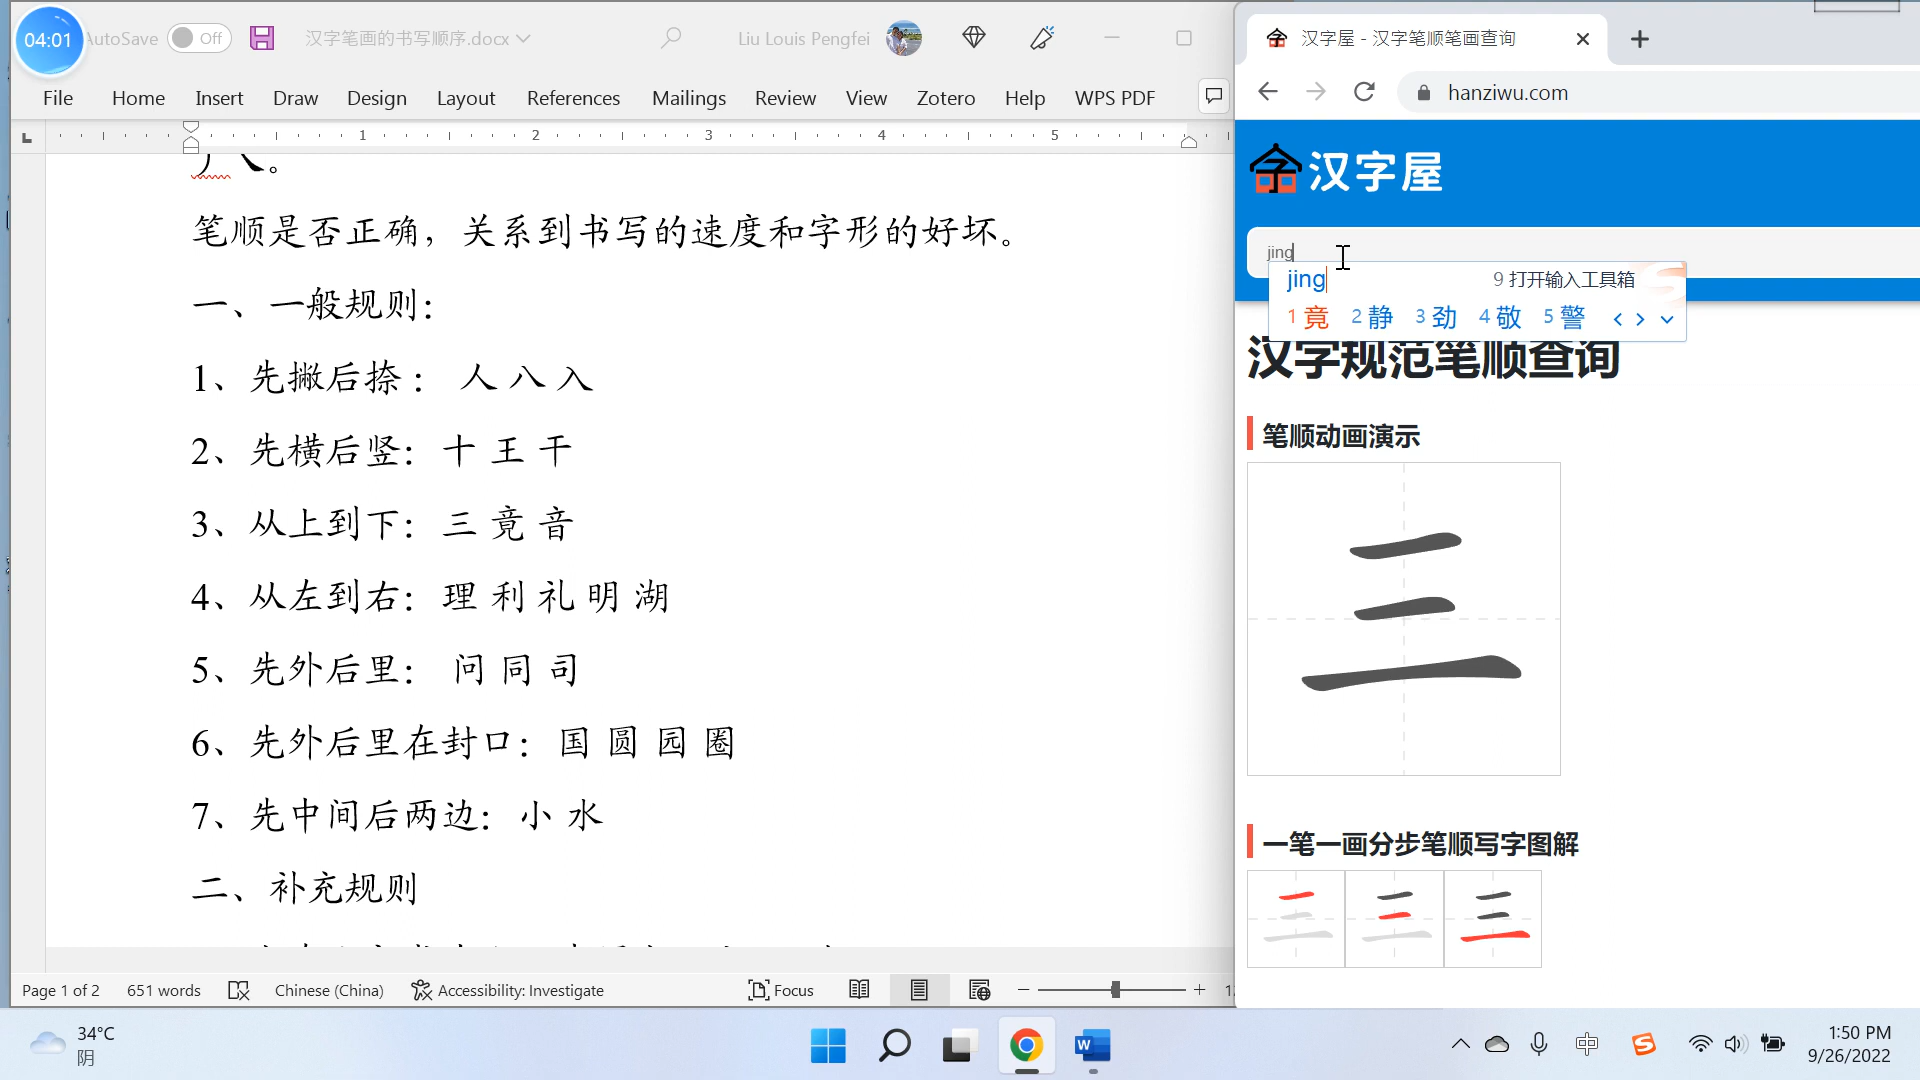 04:01
AutoSave Off 汉字笔画的书写顺序.docx Liu Louis Pengfei
File Home Insert Draw Design Layout References Mailings Review View Zotero Help WPS PDF
1 2 3 4 5
笔顺是否正确，关系到书写的速度和字形的好坏。
一、一般规则：
1、先撇后捺： 人 八 入
2、先横后竖：十 王 干
3、从上到下：三 竟 音
4、从左到右：理 利 礼 明 湖
5、先外后里： 问 同 司
6、先外后里在封口：国 圆 园 圈
7、先中间后两边：小 水
二、补充规则
Page 1 of 2 651 words Chinese (China) Accessibility: Investigate Focus
汉字屋 - 汉字笔顺笔画查询
hanziwu.com
汉字屋
jing
jing 9 打开输入工具箱
1 竟 2 静 3 劲 4 敬 5 警
汉字规范笔顺查询
笔顺动画演示
三
一笔一画分步笔顺写字图解
三 三 三
34°C
阴
中
1:50 PM
9/26/2022